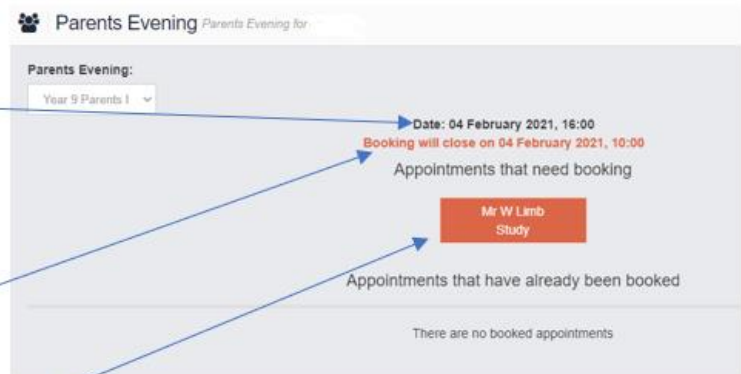 Parents Evening Parents Evening for
Parents Evening:
Year 9 Parents
Date: 04 February 2021, 16:00
Booking will close on 04 February 2021, 10:00
Appointments that need booking
Mr W Limb
Study
Appointments that have already been booked
There are no booked appointments